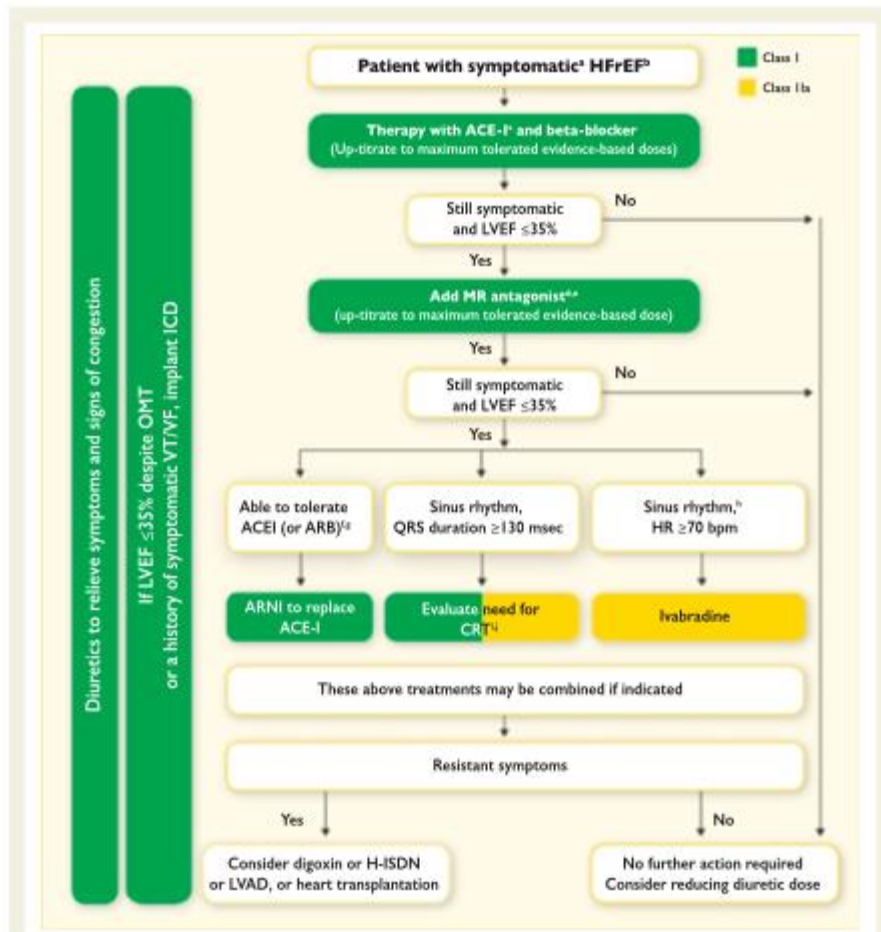 Patient with symptomaticᵃ HFrEFᵇ
Class I
Class IIa
Therapy with ACE-Iᶜ and beta-blocker
(Up-titrate to maximum tolerated evidence-based doses)
Still symptomatic
and LVEF ≤35%
No
Yes
Add MR antagonistᵈ,ᵉ
(up-titrate to maximum tolerated evidence-based dose)
Yes
Still symptomatic
and LVEF ≤35%
No
Yes
Able to tolerate
ACEI (or ARB)ᶠ,ᵍ
Sinus rhythm,
QRS duration ≥130 msec
Sinus rhythm,ʰ
HR ≥70 bpm
ARNI to replace
ACE-I
Evaluate need for
CRTⁱ,ʲ
Ivabradine
These above treatments may be combined if indicated
Resistant symptoms
Yes
No
Consider digoxin or H-ISDN
or LVAD, or heart transplantation
No further action required
Consider reducing diuretic dose
Diuretics to relieve symptoms and signs of congestion
If LVEF ≤35% despite OMT
or a history of symptomatic VT/VF, implant ICD